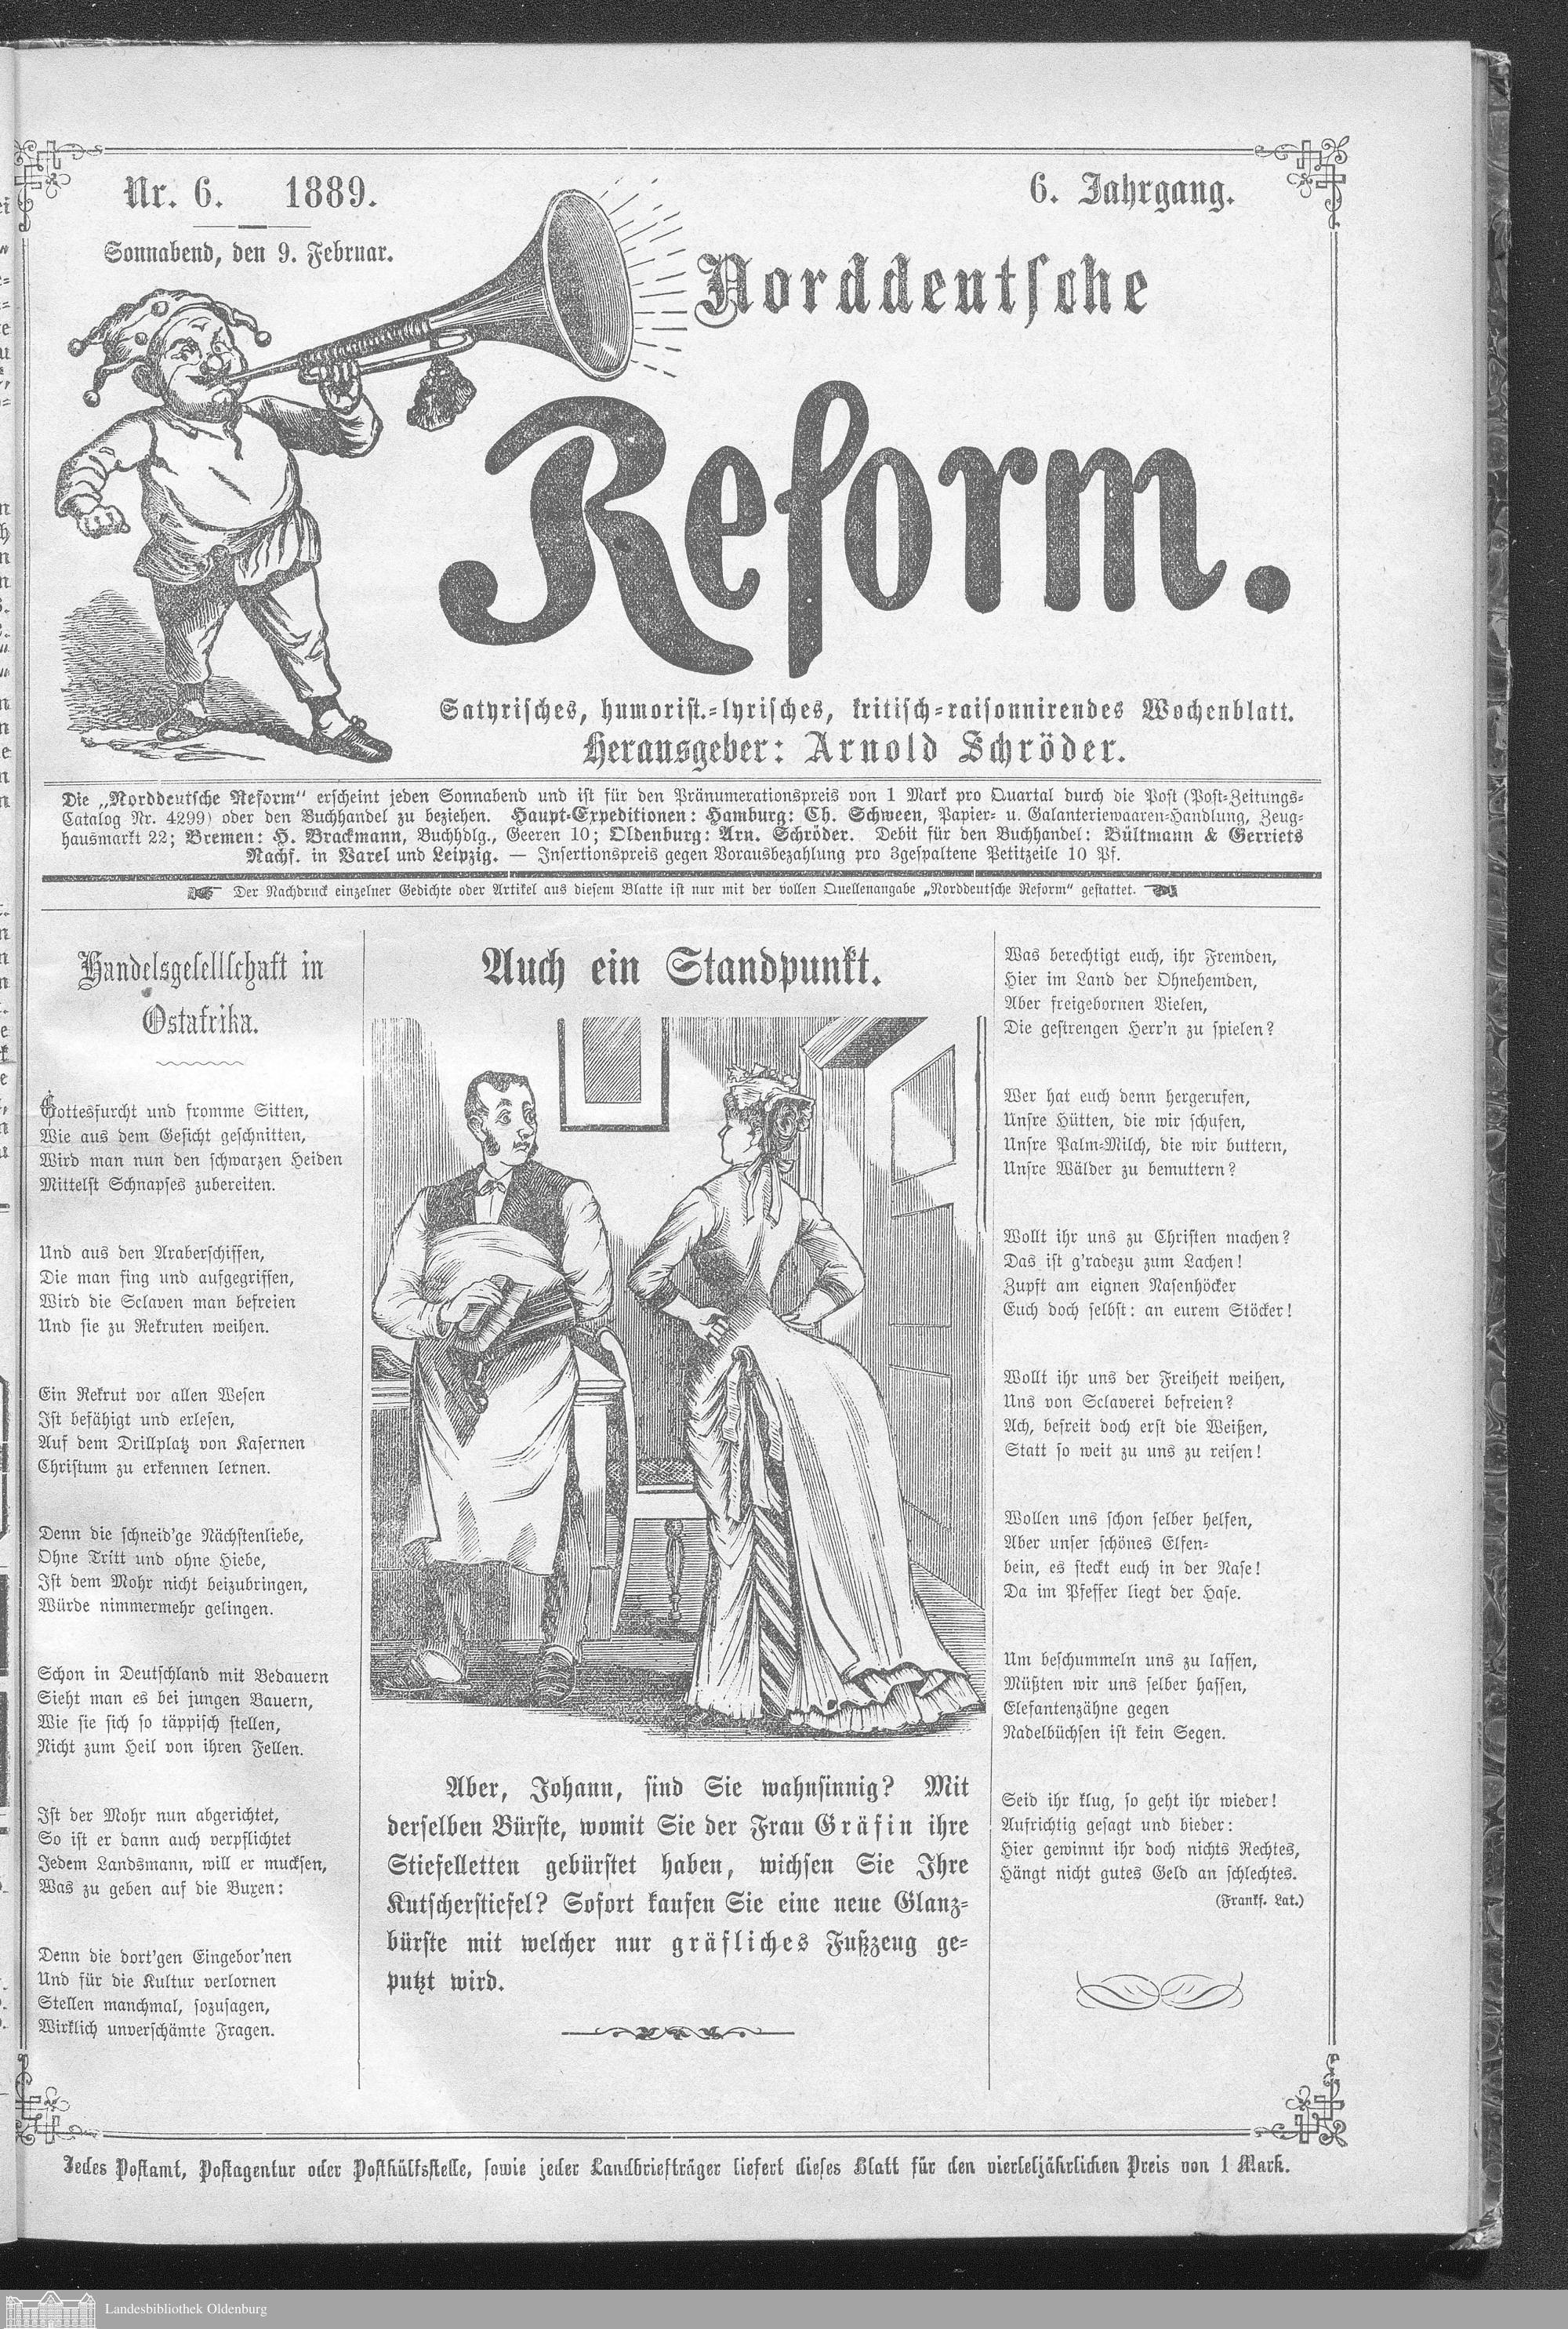 Nr. 6. 1889.
Sonnabend, den 9. Februar.
6. Jahrgang.
Norddeutsche
Reform.
Satyrisches, humorist.-lyrisches, kritisch-raisonnirendes Wochenblatt.
Herausgeber: Arnold Schröder.
Die „Norddeutsche Reform“ erscheint jeden Sonnabend und ist für den Pränumerationspreis von 1 Mark pro Quartal durch die Post (Post-Zeitungs-
Catalog Nr. 4299) oder den Buchhandel zu beziehen. Haupt-Expeditionen: Hamburg: Ch. Schween, Papier- u. Galanteriewaaren-Handlung, Zeug-
hausmarkt 22; Bremen: H. Brackmann, Buchhdlg., Geeren 10; Oldenburg: Arn. Schröder. Debit für den Buchhandel: Bültmann & Gerriets
Nachf. in Varel und Leipzig. — Insertionspreis gegen Vorausbezahlung pro 3gespaltene Petitzeile 10 Pf.
Der Nachdruck einzelner Gedichte oder Artikel aus diesem Blatte ist nur mit der vollen Quellenangabe „Norddeutsche Reform“ gestattet.
Handelsgesellschaft in
Ostafrika.
Gottesfurcht und fromme Sitten,
Wie aus dem Gesicht geschnitten,
Wird man nun den schwarzen Heiden
Mittelst Schnapses zubereiten.
Und aus den Araberschiffen,
Die man fing und aufgegriffen,
Wird die Sclaven man befreien
Und sie zu Rekruten weihen.
Ein Rekrut vor allen Wesen
Ist befähigt und erlesen,
Auf dem Drillplatz von Kasernen
Christum zu erkennen lernen.
Denn die schneid'ge Nächstenliebe,
Ohne Tritt und ohne Hiebe,
Ist dem Mohr nicht beizubringen,
Würde nimmermehr gelingen.
Schon in Deutschland mit Bedauern
Sieht man es bei jungen Bauern,
Wie sie sich so täppisch stellen,
Nicht zum Heil von ihren Fellen.
Ist der Mohr nun abgerichtet,
So ist er dann auch verpflichtet
Jedem Landsmann, will er mucksen,
Was zu geben auf die Buxen:
Denn die dort'gen Eingebor'nen
Und für die Kultur verlornen
Stellen manchmal, sozusagen,
Wirklich unverschämte Fragen.
Auch ein Standpunkt.
Aber, Johann, sind Sie wahnsinnig? Mit
derselben Bürste, womit Sie der Frau Gräfin ihre
Stiefelletten gebürstet haben, wichsen Sie Ihre
Kutscherstiefel? Sofort kaufen Sie eine neue Glanz-
bürste mit welcher nur gräfliches Fußzeug ge-
putzt wird.
Was berechtigt euch, ihr Fremden,
Hier im Land der Ohnehemden,
Aber freigebornen Vielen,
Die gestrengen Herr'n zu spielen?
Wer hat euch denn hergerufen,
Unsre Hütten, die wir schufen,
Unsre Palm-Milch, die wir buttern,
Unsre Wälder zu bemuttern?
Wollt ihr uns zu Christen machen?
Das ist g'radezu zum Lachen!
Zupft am eignen Nasenhöcker
Euch doch selbst: an eurem Stöcker!
Wollt ihr uns der Freiheit weihen,
Uns von Sclaverei befreien?
Ach, befreit doch erst die Weißen,
Statt so weit zu uns zu reisen!
Wollen uns schon selber helfen,
Aber unser schönes Elfen-
bein, es steckt euch in der Nase!
Da im Pfeffer liegt der Hase.
Um beschummeln uns zu lassen,
Müßten wir uns selber hassen,
Elefantenzähne gegen
Nadelbüchsen ist kein Segen.
Seid ihr klug, so geht ihr wieder!
Aufrichtig gesagt und bieder:
Hier gewinnt ihr doch nichts Rechtes,
Hängt nicht gutes Geld an schlechtes.
(Frankf. Lat.)
Jedes Postamt, Postagentur oder Posthülfsstelle, sowie jeder Landbriefträger liefert dieses Blatt für den vierteljährlichen Preis von 1 Mark.
Landesbibliothek Oldenburg